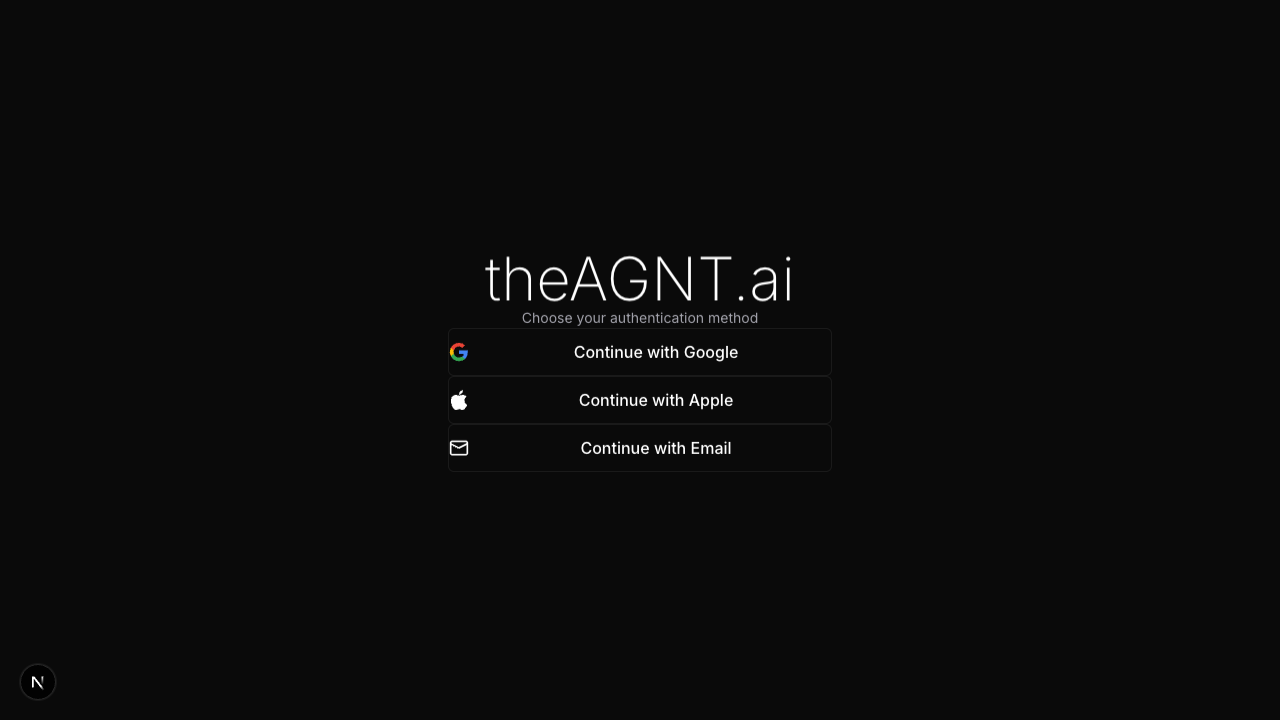 theAGNT.ai
Choose your authentication method
Continue with Google
Continue with Apple
Continue with Email
N